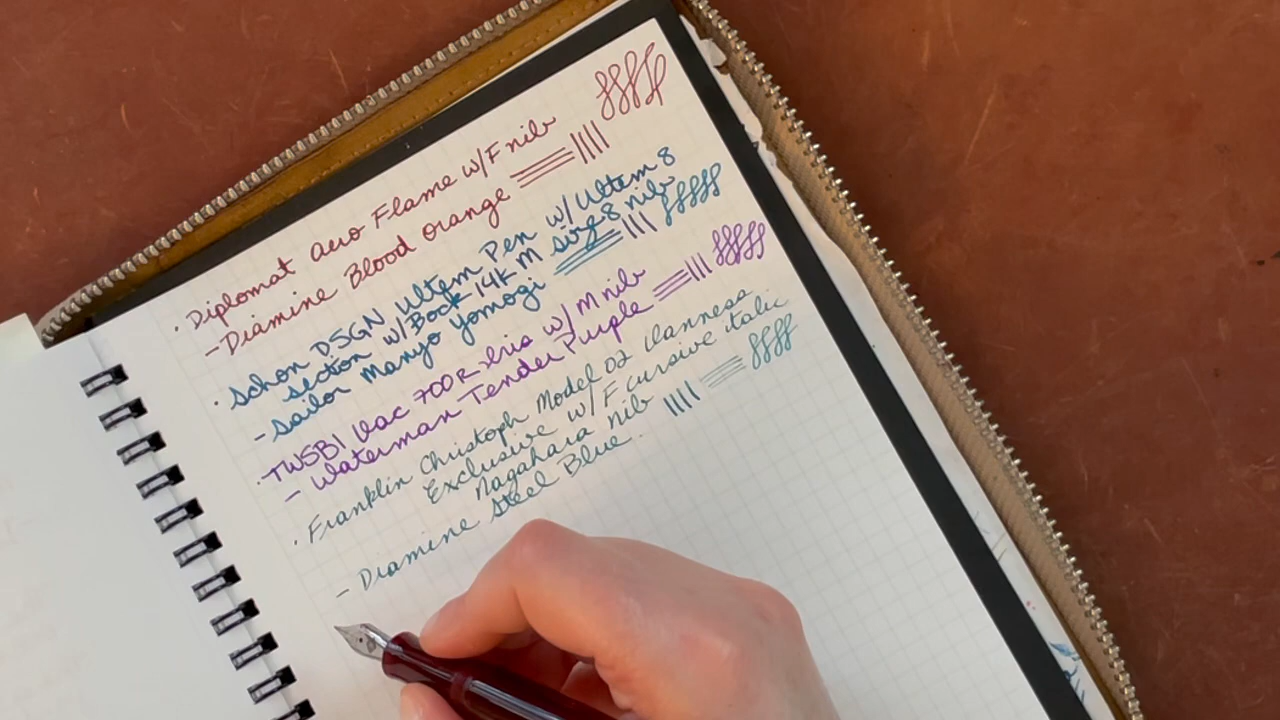 · Diplomat aero Flame w/F nib
- Diamine Blood orange
· Schon DSGN Ultem Pen w/ Ultem 8
section w/Bock 14K M size 8 nib
- Sailor Manyo Yomogi
· TWSBI Vac 700R Iris w/ M nib
- Waterman Tender Purple
· Franklin Christoph Model 02 Vanness
Exclusive w/ F cursive italic
Nagahara nib
- Diamine Steel Blue.